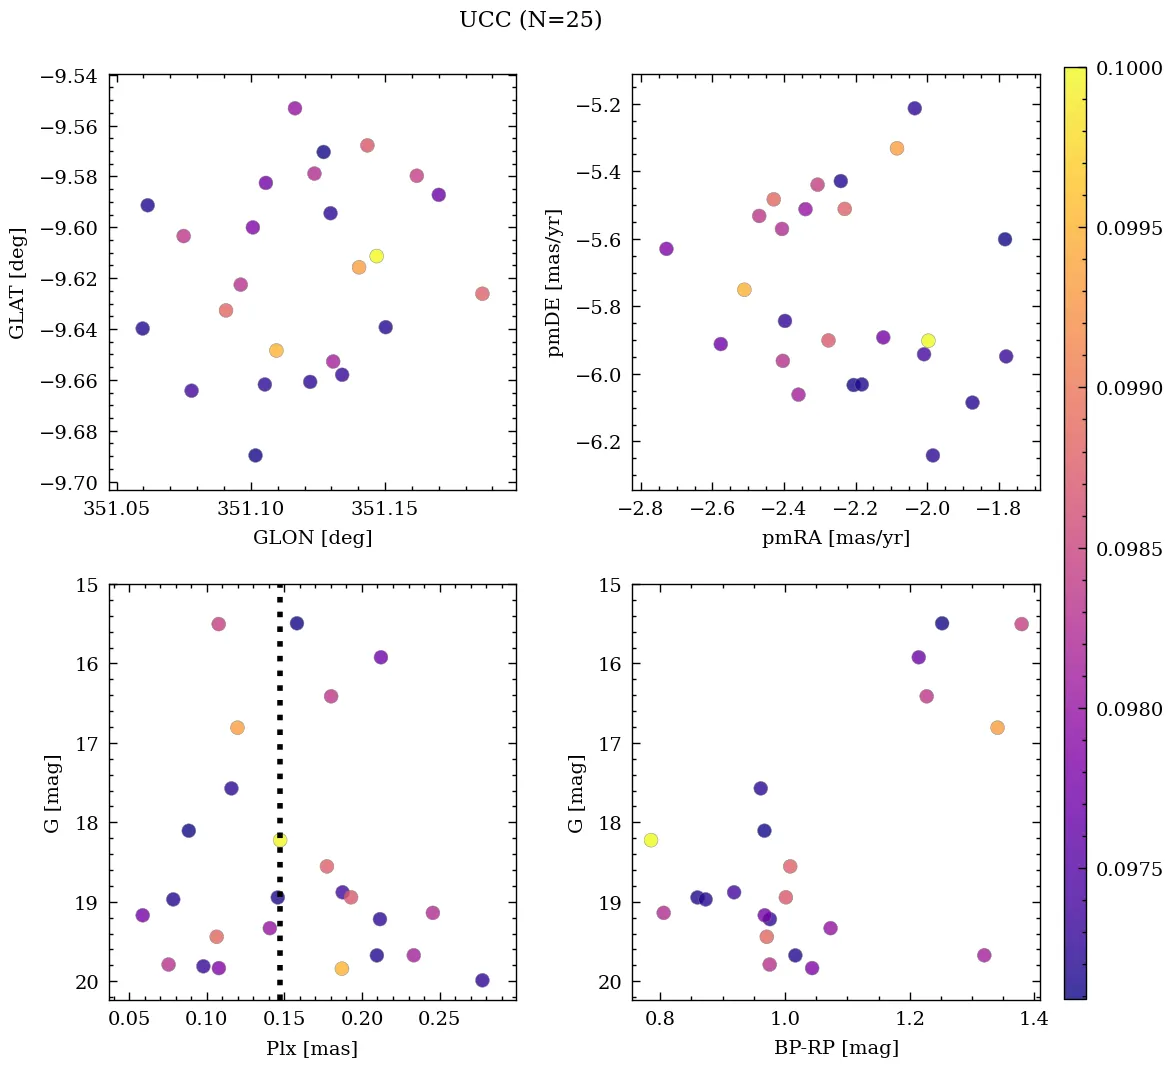 UCC (N=25)
−9.54
−9.56
−9.58
−9.60
−9.62
−9.64
−9.66
−9.68
−9.70
GLAT [deg]
351.05 351.10 351.15
GLON [deg]
−5.2
−5.4
−5.6
−5.8
−6.0
−6.2
pmDE [mas/yr]
−2.8 −2.6 −2.4 −2.2 −2.0 −1.8
pmRA [mas/yr]
15
16
17
18
19
20
G [mag]
0.05 0.10 0.15 0.20 0.25
Plx [mas]
15
16
17
18
19
20
G [mag]
0.8 1.0 1.2 1.4
BP-RP [mag]
0.1000
0.0995
0.0990
0.0985
0.0980
0.0975